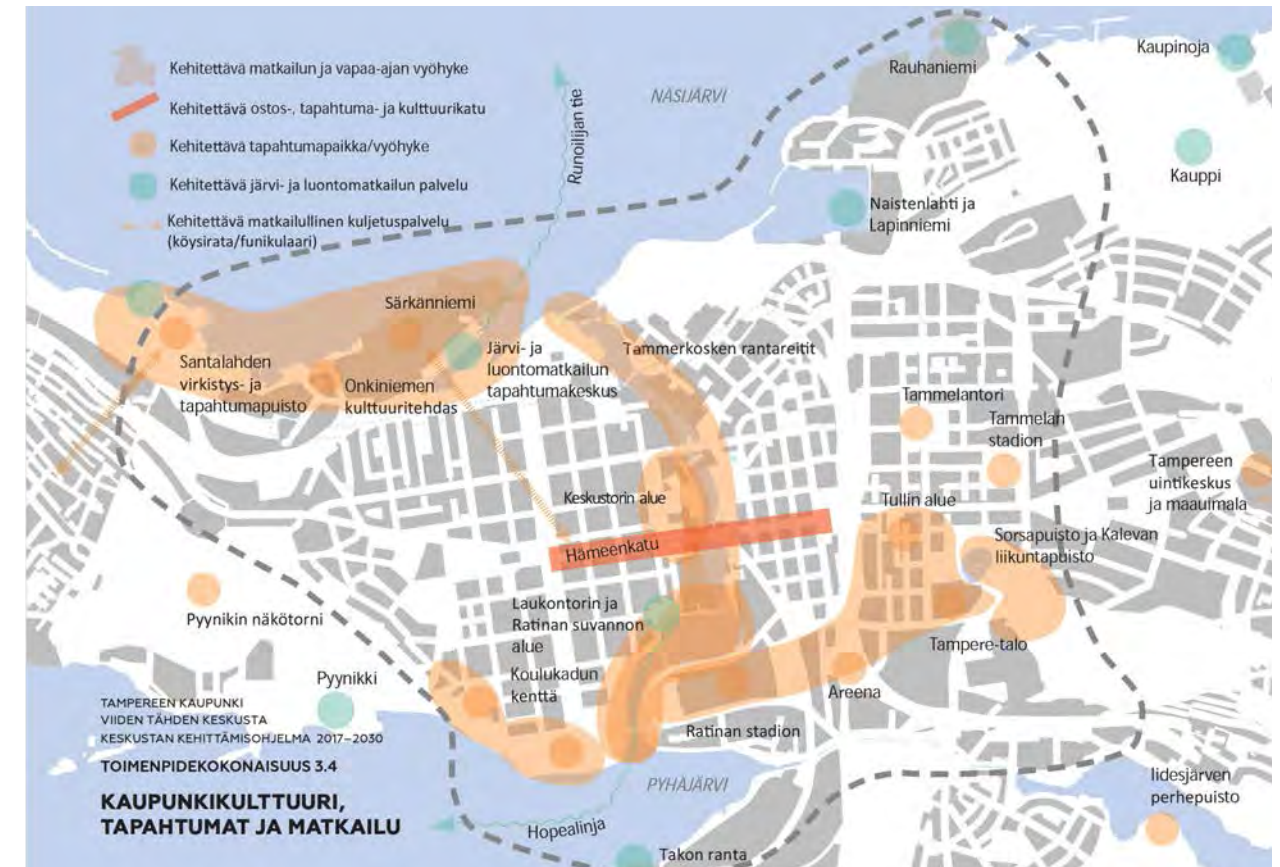 Kehitettävä matkailun ja vapaa-ajan vyöhyke
Kehitettävä ostos-, tapahtuma- ja kulttuurikatu
Kehitettävä tapahtumapaikka/vyöhyke
Kehitettävä järvi- ja luontomatkailun palvelu
Kehitettävä matkailullinen kuljetuspalvelu
(köysirata/funikulaari)
Runoilijan tie
NÄSIJÄRVI
Rauhaniemi
Kaupinoja
Kauppi
Naistenlahti ja
Lapinniemi
Särkänniemi
Santalahden
virkistys- ja
tapahtumapuisto
Onkiniemen
kulttuuritehdas
Järvi- ja
luontomatkailun
tapahtumakeskus
Tammerkosken rantareitit
Tammelantori
Tammelan
stadion
Tampereen
uintikeskus
ja maauimala
Keskustorin alue
Tullin alue
Hämeenkatu
Sorsapuisto ja Kalevan
liikuntapuisto
Pyynikin näkötorni
Laukontorin ja
Ratinan suvannon
alue
Tampere-talo
Pyynikki
Koulukadun
kenttä
Areena
Ratinan stadion
PYHÄJÄRVI
Iidesjärven
perhepuisto
Hopealinja
Takon ranta
TAMPEREEN KAUPUNKI
VIIDEN TÄHDEN KESKUSTA
KESKUSTAN KEHITTÄMISOHJELMA 2017–2030
TOIMENPIDEKOKONAISUUS 3.4
KAUPUNKIKULTTUURI,
TAPAHTUMAT JA MATKAILU